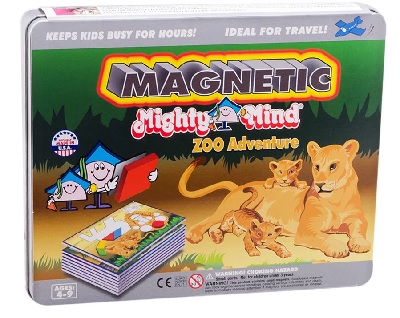 KEEPS KIDS BUSY FOR HOURS!
IDEAL FOR TRAVEL!
MAGNETIC
Mighty Mind®
ZOO Adventure
MADE IN
U.S.A.
AGES:
4-9
CE
WARNING! CHOKING HAZARD